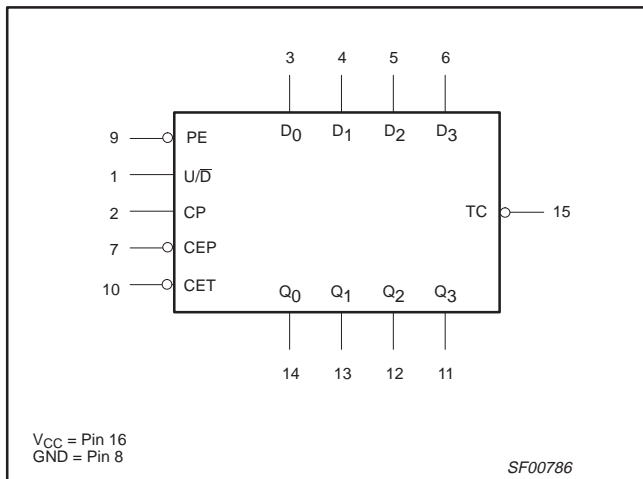 3 4 5 6
D0 D1 D2 D3
9 PE
1 U/D̅
2 CP
TC 15
7 CEP
10 CET
Q0 Q1 Q2 Q3
14 13 12 11
VCC = Pin 16
GND = Pin 8
SF00786